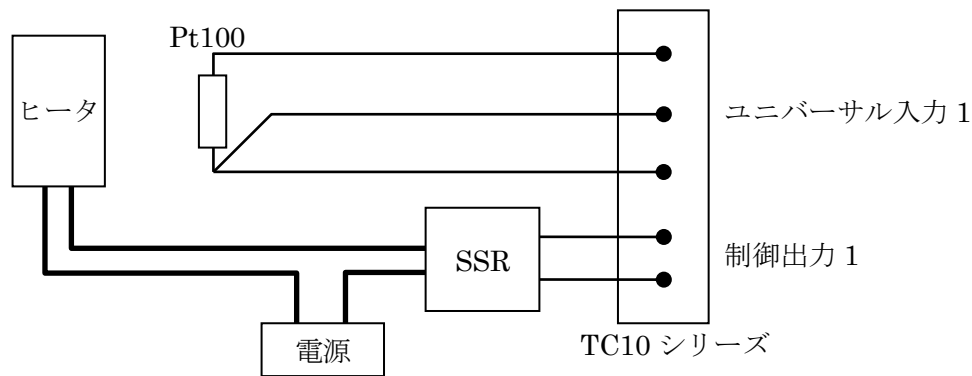 Pt100
ヒータ
ユニバーサル入力 1
SSR
制御出力 1
電源
TC10 シリーズ